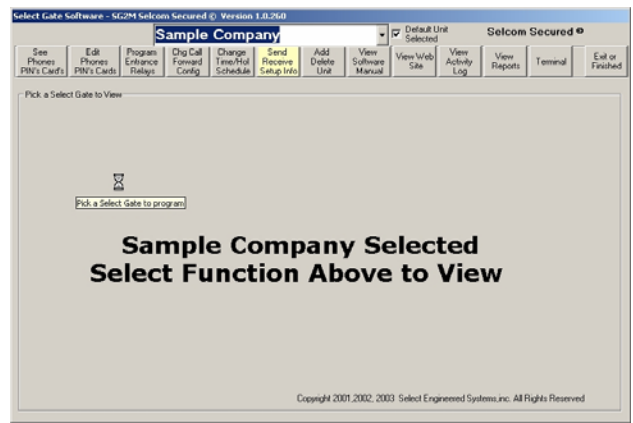 Select Gate Software - SG2M Selcom Secured © Version 1.0.260
Sample Company
Default Unit
Selected
Selcom Secured ®
See
Phones
PIN's Card's
Edit
Phones
PIN's Cards
Program
Entrance
Relays
Chg Call
Forward
Config
Change
Time/Hol
Schedule
Send
Receive
Setup Info
Add
Delete
Unit
View
Software
Manual
View Web
Site
View
Activity
Log
View
Reports
Terminal
Exit or
Finished
Pick a Select Gate to View
Pick a Select Gate to program
Sample Company Selected
Select Function Above to View
Copyright 2001,2002, 2003 Select Engineered Systems,inc. All Rights Reserved